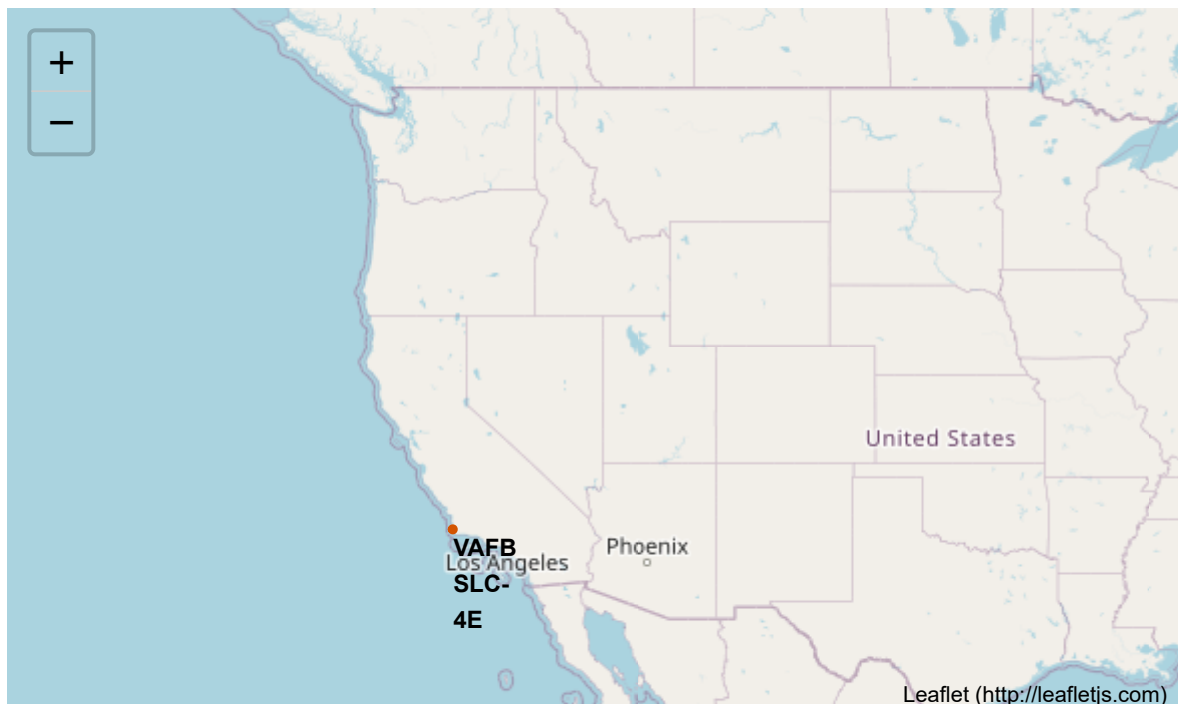 +
−
United States
VAFB
Phoenix
Los Angeles
SLC-
4E
Leaflet (http://leafletjs.com)